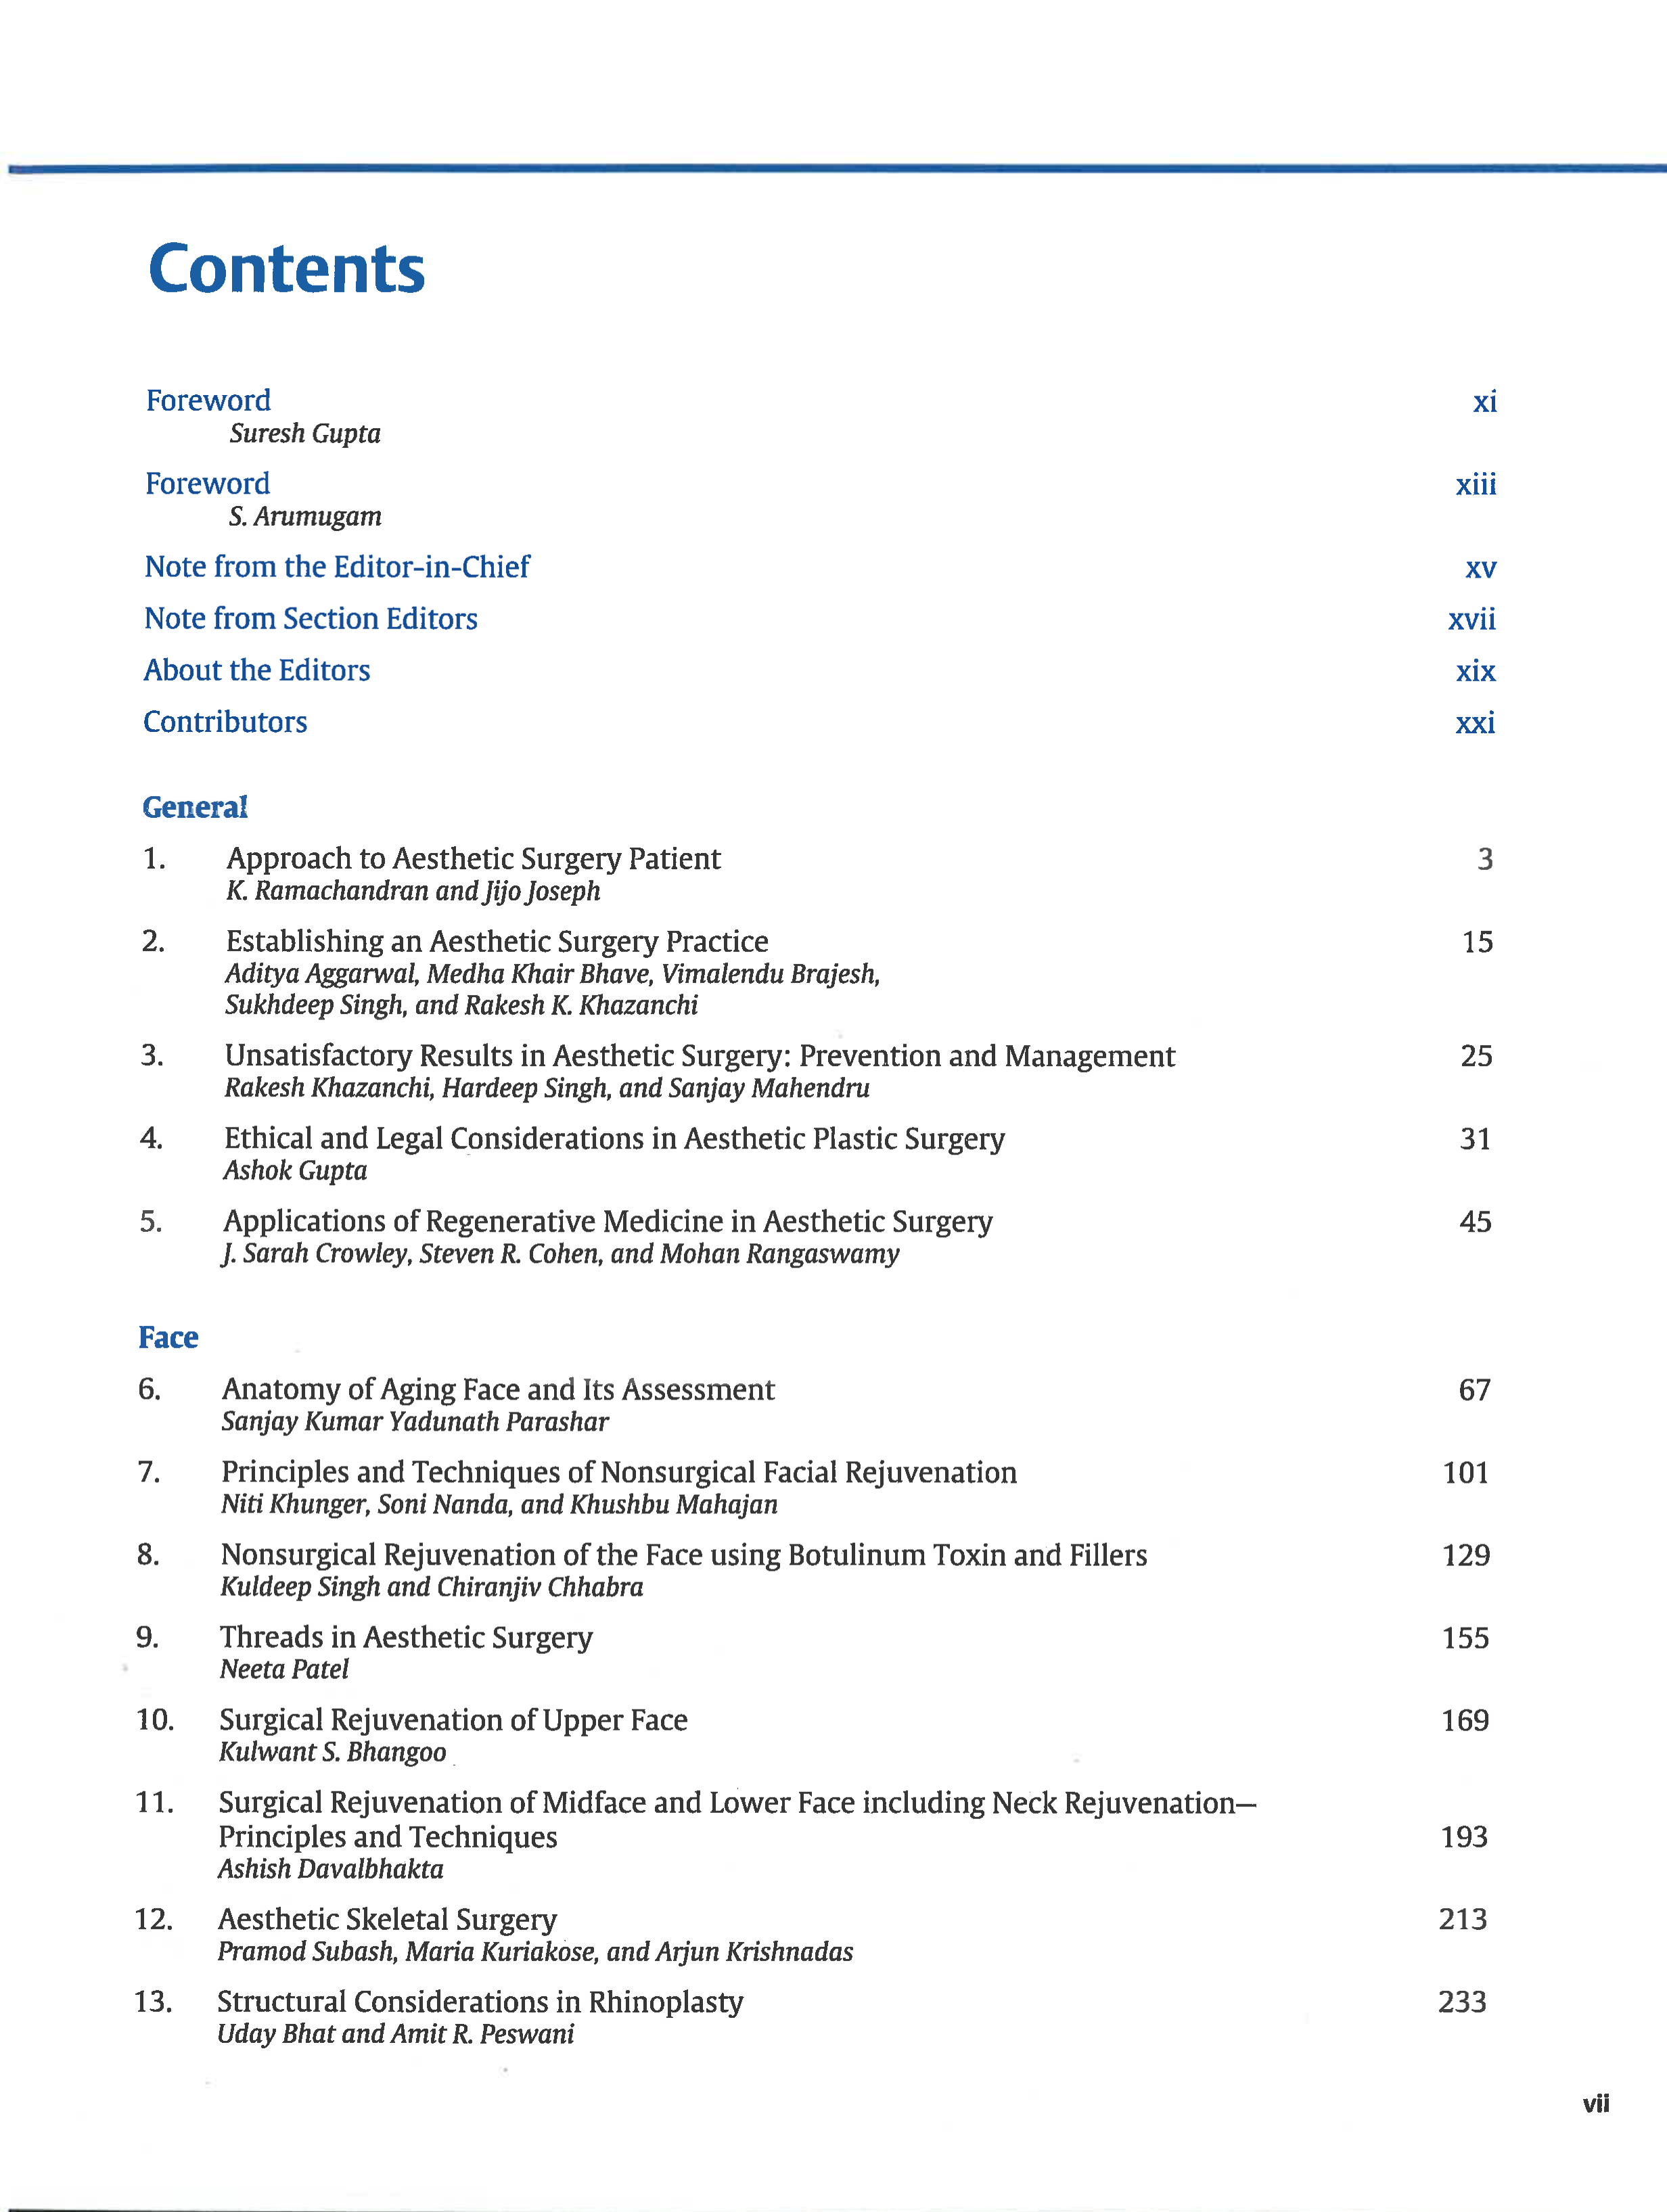 Contents
Foreword xi
Suresh Gupta
Foreword xiii
S. Arumugam
Note from the Editor-in-Chief xv
Note from Section Editors xvii
About the Editors xix
Contributors xxi
General
1. Approach to Aesthetic Surgery Patient 3
K. Ramachandran and Jijo Joseph
2. Establishing an Aesthetic Surgery Practice 15
Aditya Aggarwal, Medha Khair Bhave, Vimalendu Brajesh,
Sukhdeep Singh, and Rakesh K. Khazanchi
3. Unsatisfactory Results in Aesthetic Surgery: Prevention and Management 25
Rakesh Khazanchi, Hardeep Singh, and Sanjay Mahendru
4. Ethical and Legal Considerations in Aesthetic Plastic Surgery 31
Ashok Gupta
5. Applications of Regenerative Medicine in Aesthetic Surgery 45
J. Sarah Crowley, Steven R. Cohen, and Mohan Rangaswamy
Face
6. Anatomy of Aging Face and Its Assessment 67
Sanjay Kumar Yadunath Parashar
7. Principles and Techniques of Nonsurgical Facial Rejuvenation 101
Niti Khunger, Soni Nanda, and Khushbu Mahajan
8. Nonsurgical Rejuvenation of the Face using Botulinum Toxin and Fillers 129
Kuldeep Singh and Chiranjiv Chhabra
9. Threads in Aesthetic Surgery 155
Neeta Patel
10. Surgical Rejuvenation of Upper Face 169
Kulwant S. Bhangoo
11. Surgical Rejuvenation of Midface and Lower Face including Neck Rejuvenation—
Principles and Techniques 193
Ashish Davalbhakta
12. Aesthetic Skeletal Surgery 213
Pramod Subash, Maria Kuriakose, and Arjun Krishnadas
13. Structural Considerations in Rhinoplasty 233
Uday Bhat and Amit R. Peswani
vii